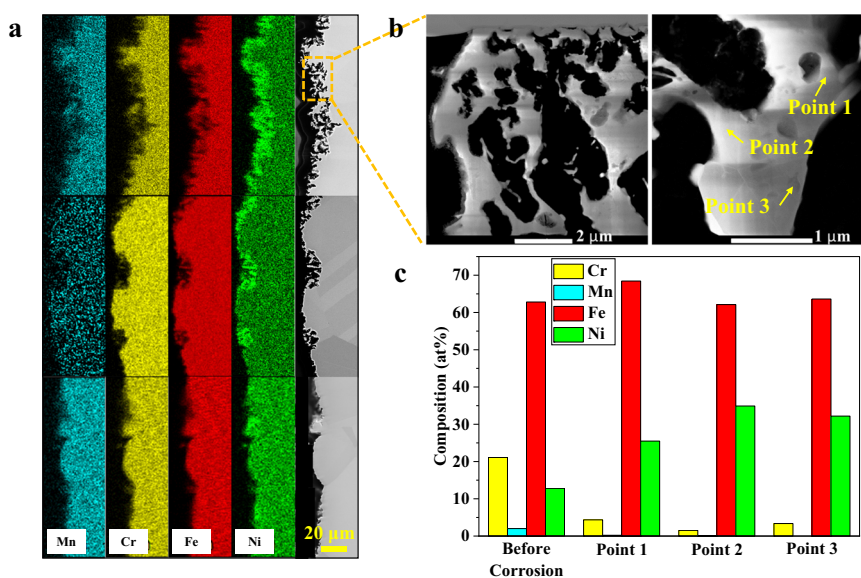 a
Mn
Cr
Fe
Ni
20 μm
b
2 μm
Point 1
Point 2
Point 3
1 μm
c
Cr
Mn
Fe
Ni
Composition (at%)
70
60
50
40
30
20
10
0
Before
Corrosion
Point 1
Point 2
Point 3